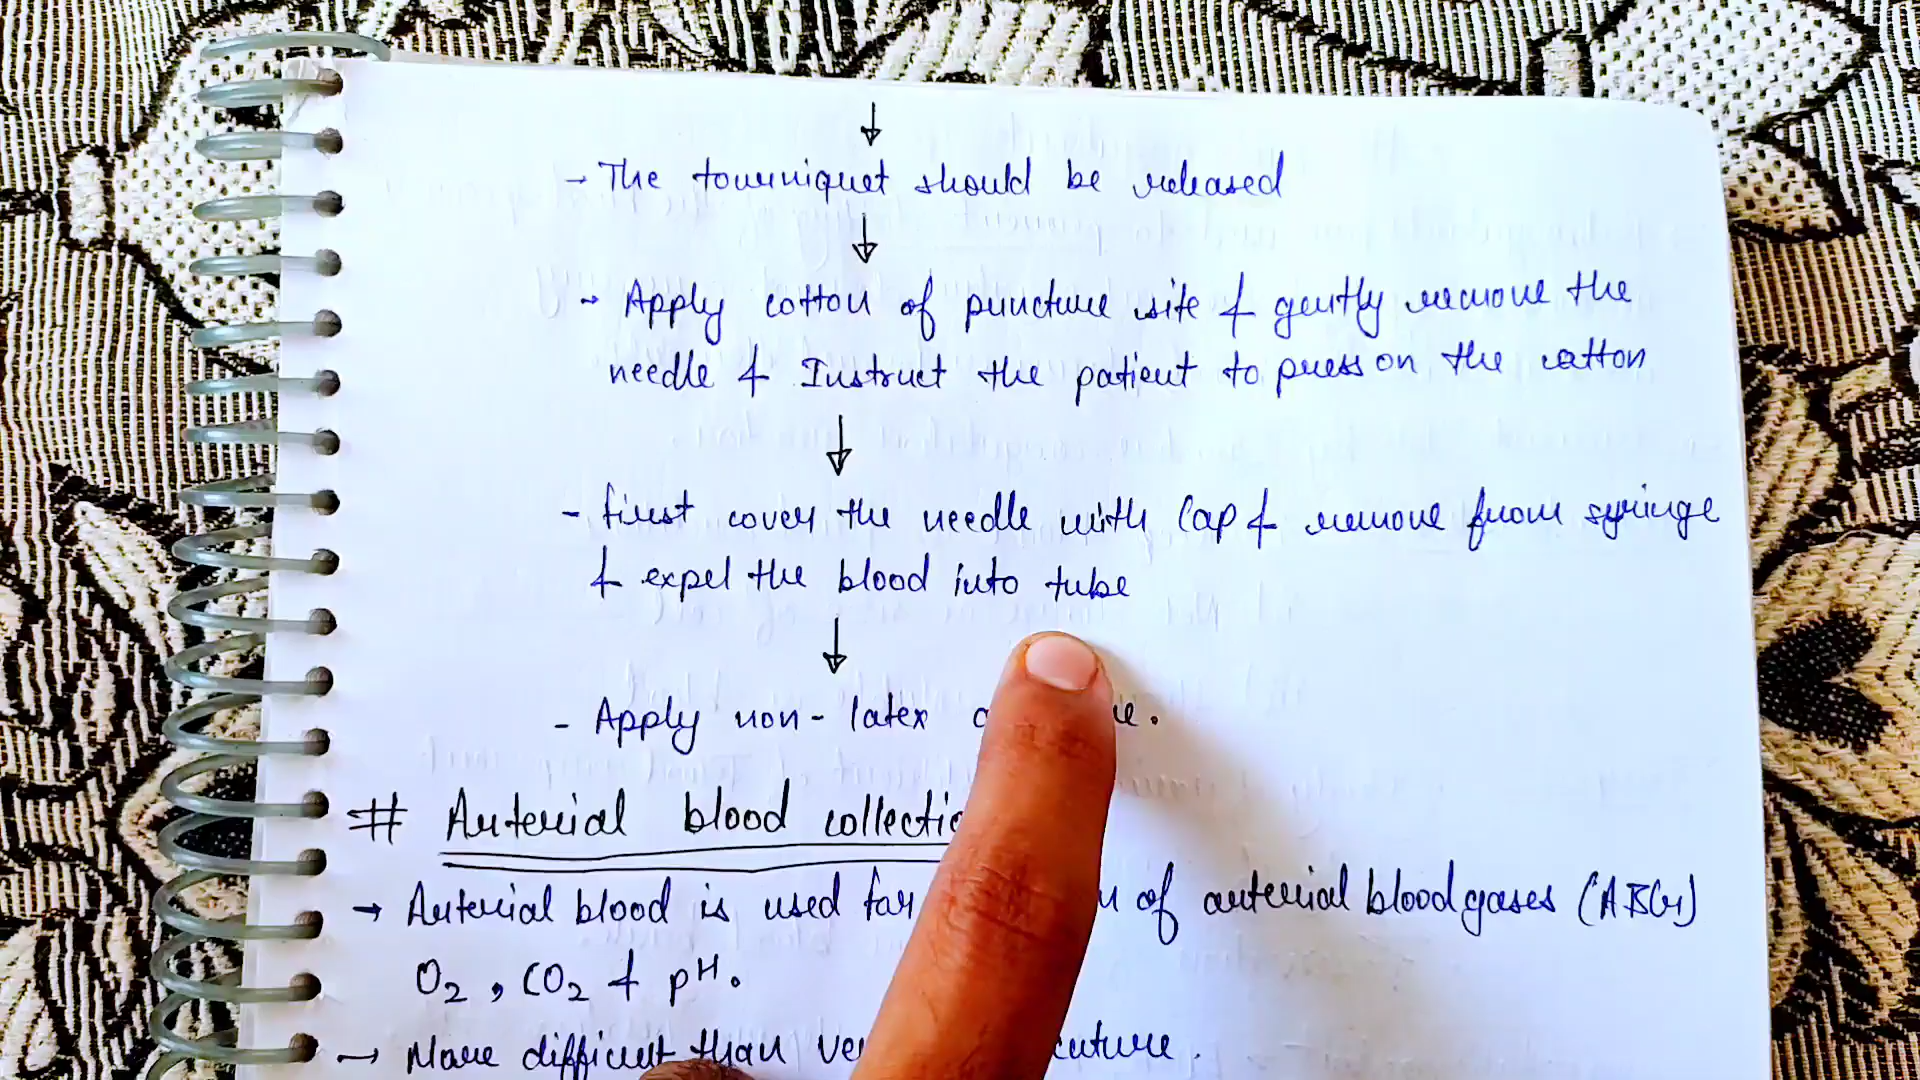 - The tourniquet should be released
- Apply cotton of puncture site & gently remove the
needle & Instruct the patient to press on the cotton
- first cover the needle with Cap & remove from syringe
& expel the blood into tube
- Apply non-latex
# Arterial blood
→ Arterial blood is used for of arterial blood gases (ABG)
O2, CO2 & pH.
→ More difficult than